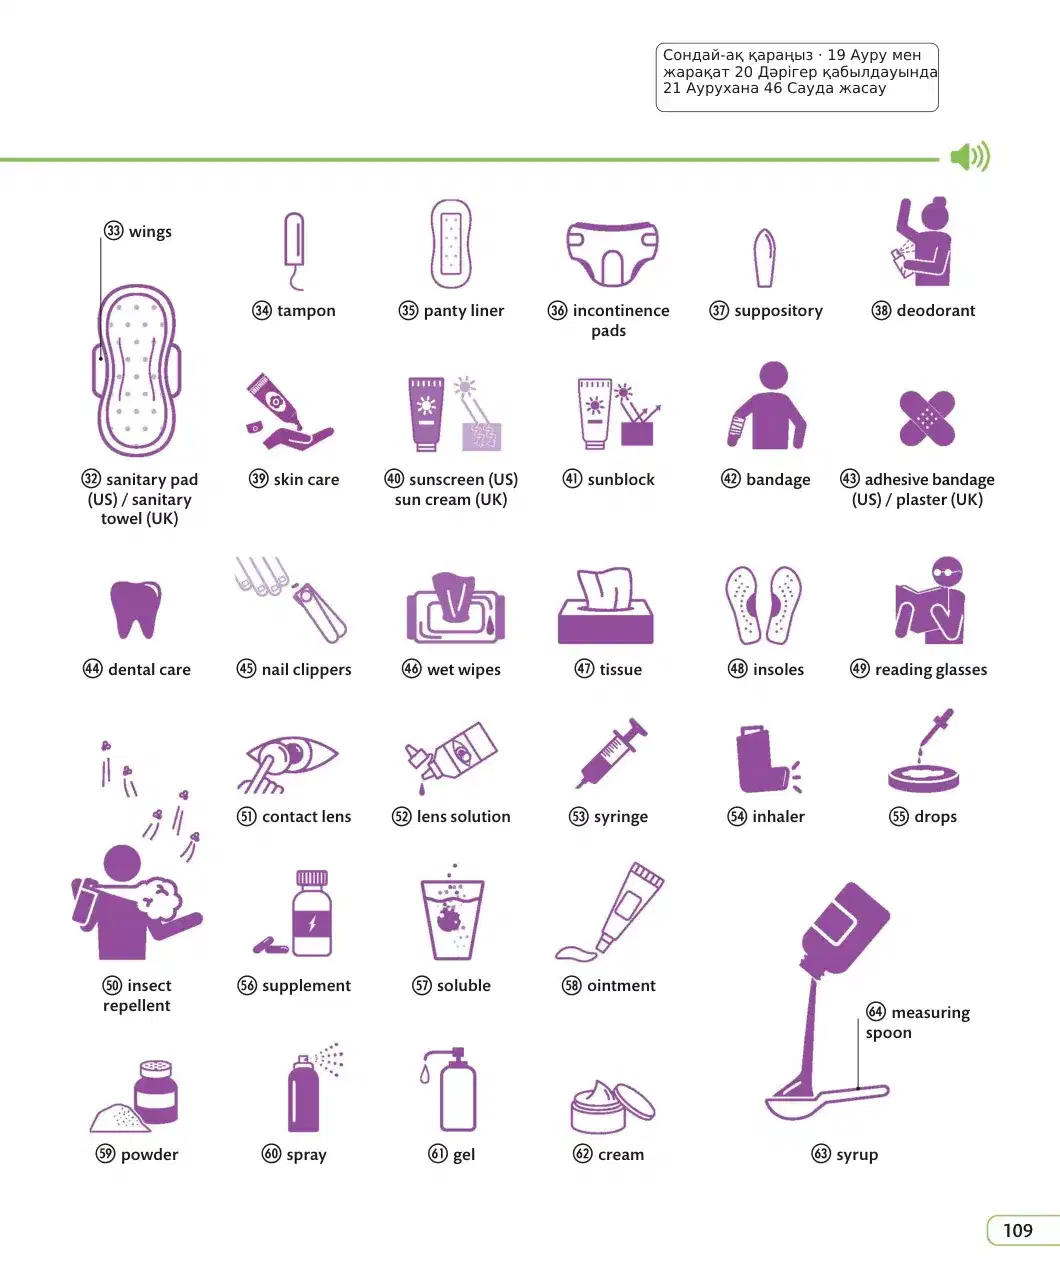 Сондай-ақ қараңыз · 19 Ауру мен
жарақат 20 Дәрігер қабылдауында
21 Аурухана 46 Сауда жасау
33 wings
34 tampon
35 panty liner
36 incontinence
pads
37 suppository
38 deodorant
32 sanitary pad
(US) / sanitary
towel (UK)
39 skin care
40 sunscreen (US)
sun cream (UK)
41 sunblock
42 bandage
43 adhesive bandage
(US) / plaster (UK)
44 dental care
45 nail clippers
46 wet wipes
47 tissue
48 insoles
49 reading glasses
51 contact lens
52 lens solution
53 syringe
54 inhaler
55 drops
50 insect
repellent
56 supplement
57 soluble
58 ointment
64 measuring
spoon
59 powder
60 spray
61 gel
62 cream
63 syrup
109